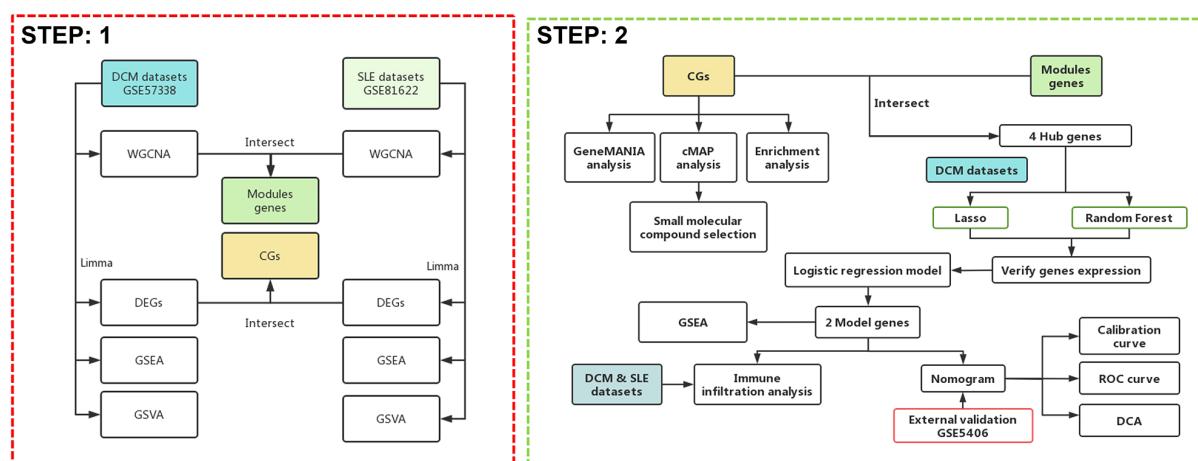 STEP: 1
DCM datasets
GSE57338
SLE datasets
GSE81622
WGCNA
Intersect
WGCNA
Modules
genes
CGs
Limma
Limma
DEGs
DEGs
Intersect
GSEA
GSEA
GSVA
GSVA
STEP: 2
CGs
Modules
genes
Intersect
4 Hub genes
GeneMANIA
analysis
cMAP
analysis
Enrichment
analysis
DCM datasets
Small molecular
compound selection
Lasso
Random Forest
Logistic regression model
Verify genes expression
GSEA
2 Model genes
Calibration
curve
DCM & SLE
datasets
Immune
infiltration analysis
Nomogram
ROC curve
External validation
GSE5406
DCA